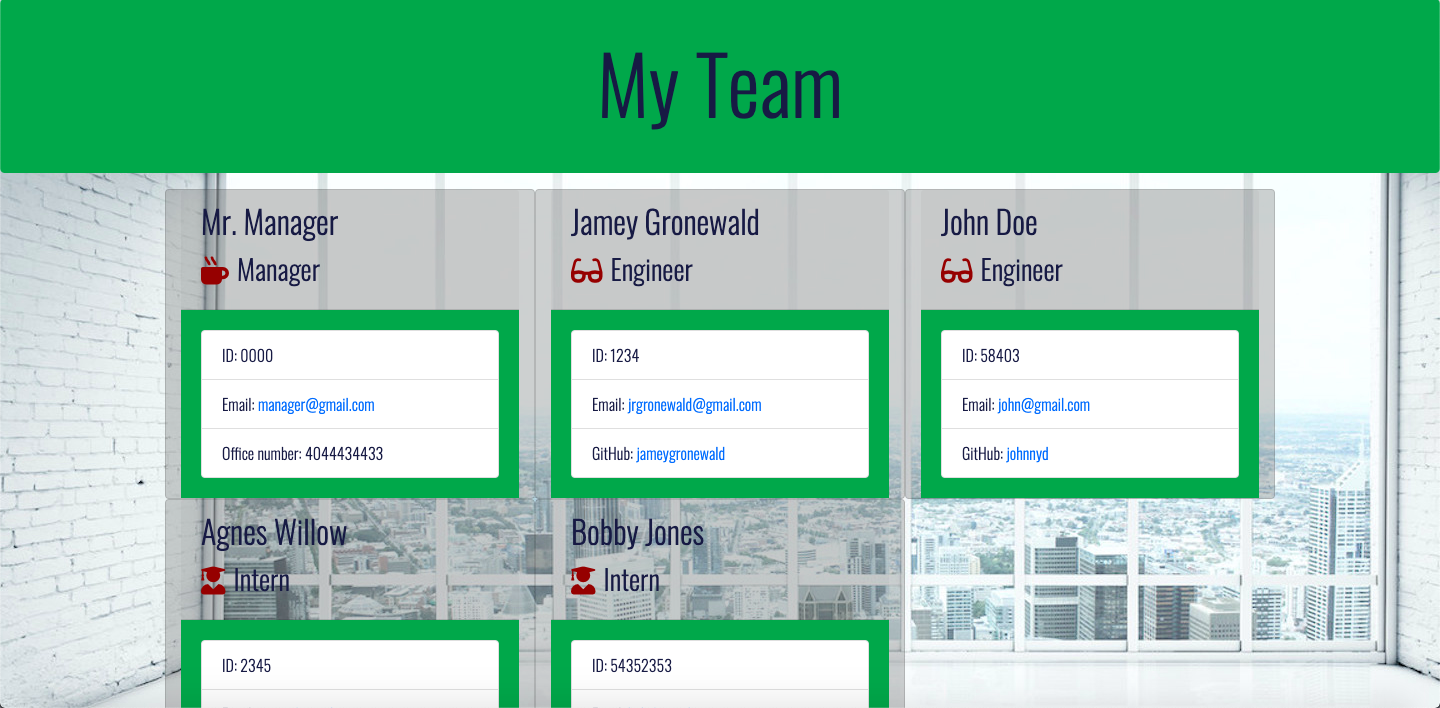 My Team
Mr. Manager
Manager
ID: 0000
Email: manager@gmail.com
Office number: 4044434433
Jamey Gronewald
Engineer
ID: 1234
Email: jrgronewald@gmail.com
GitHub: jameygronewald
John Doe
Engineer
ID: 58403
Email: john@gmail.com
GitHub: johnnyd
Agnes Willow
Intern
ID: 2345
Bobby Jones
Intern
ID: 54352353